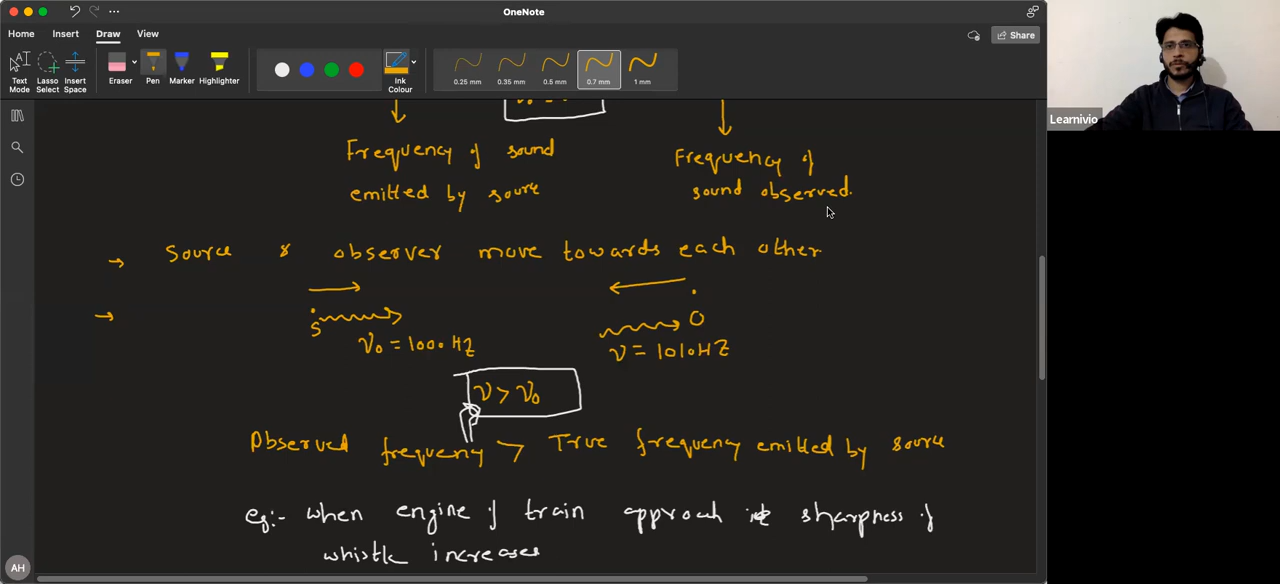 OneNote
Home Insert Draw View
Share
Text Mode Lasso Select Insert Space Eraser Pen Marker Highlighter Ink Colour 0.25 mm 0.35 mm 0.5 mm 0.7 mm 1 mm
Learnivio
Frequency of sound
emitted by source
Frequency of
sound observed.
→ Source & observer move towards each other
→ S O
ν₀ = 1000 HZ ν = 1010 HZ
ν > ν₀
Observed frequency > True frequency emitted by source
eg:- when engine of train approach sharpness of
whistle increases
AH